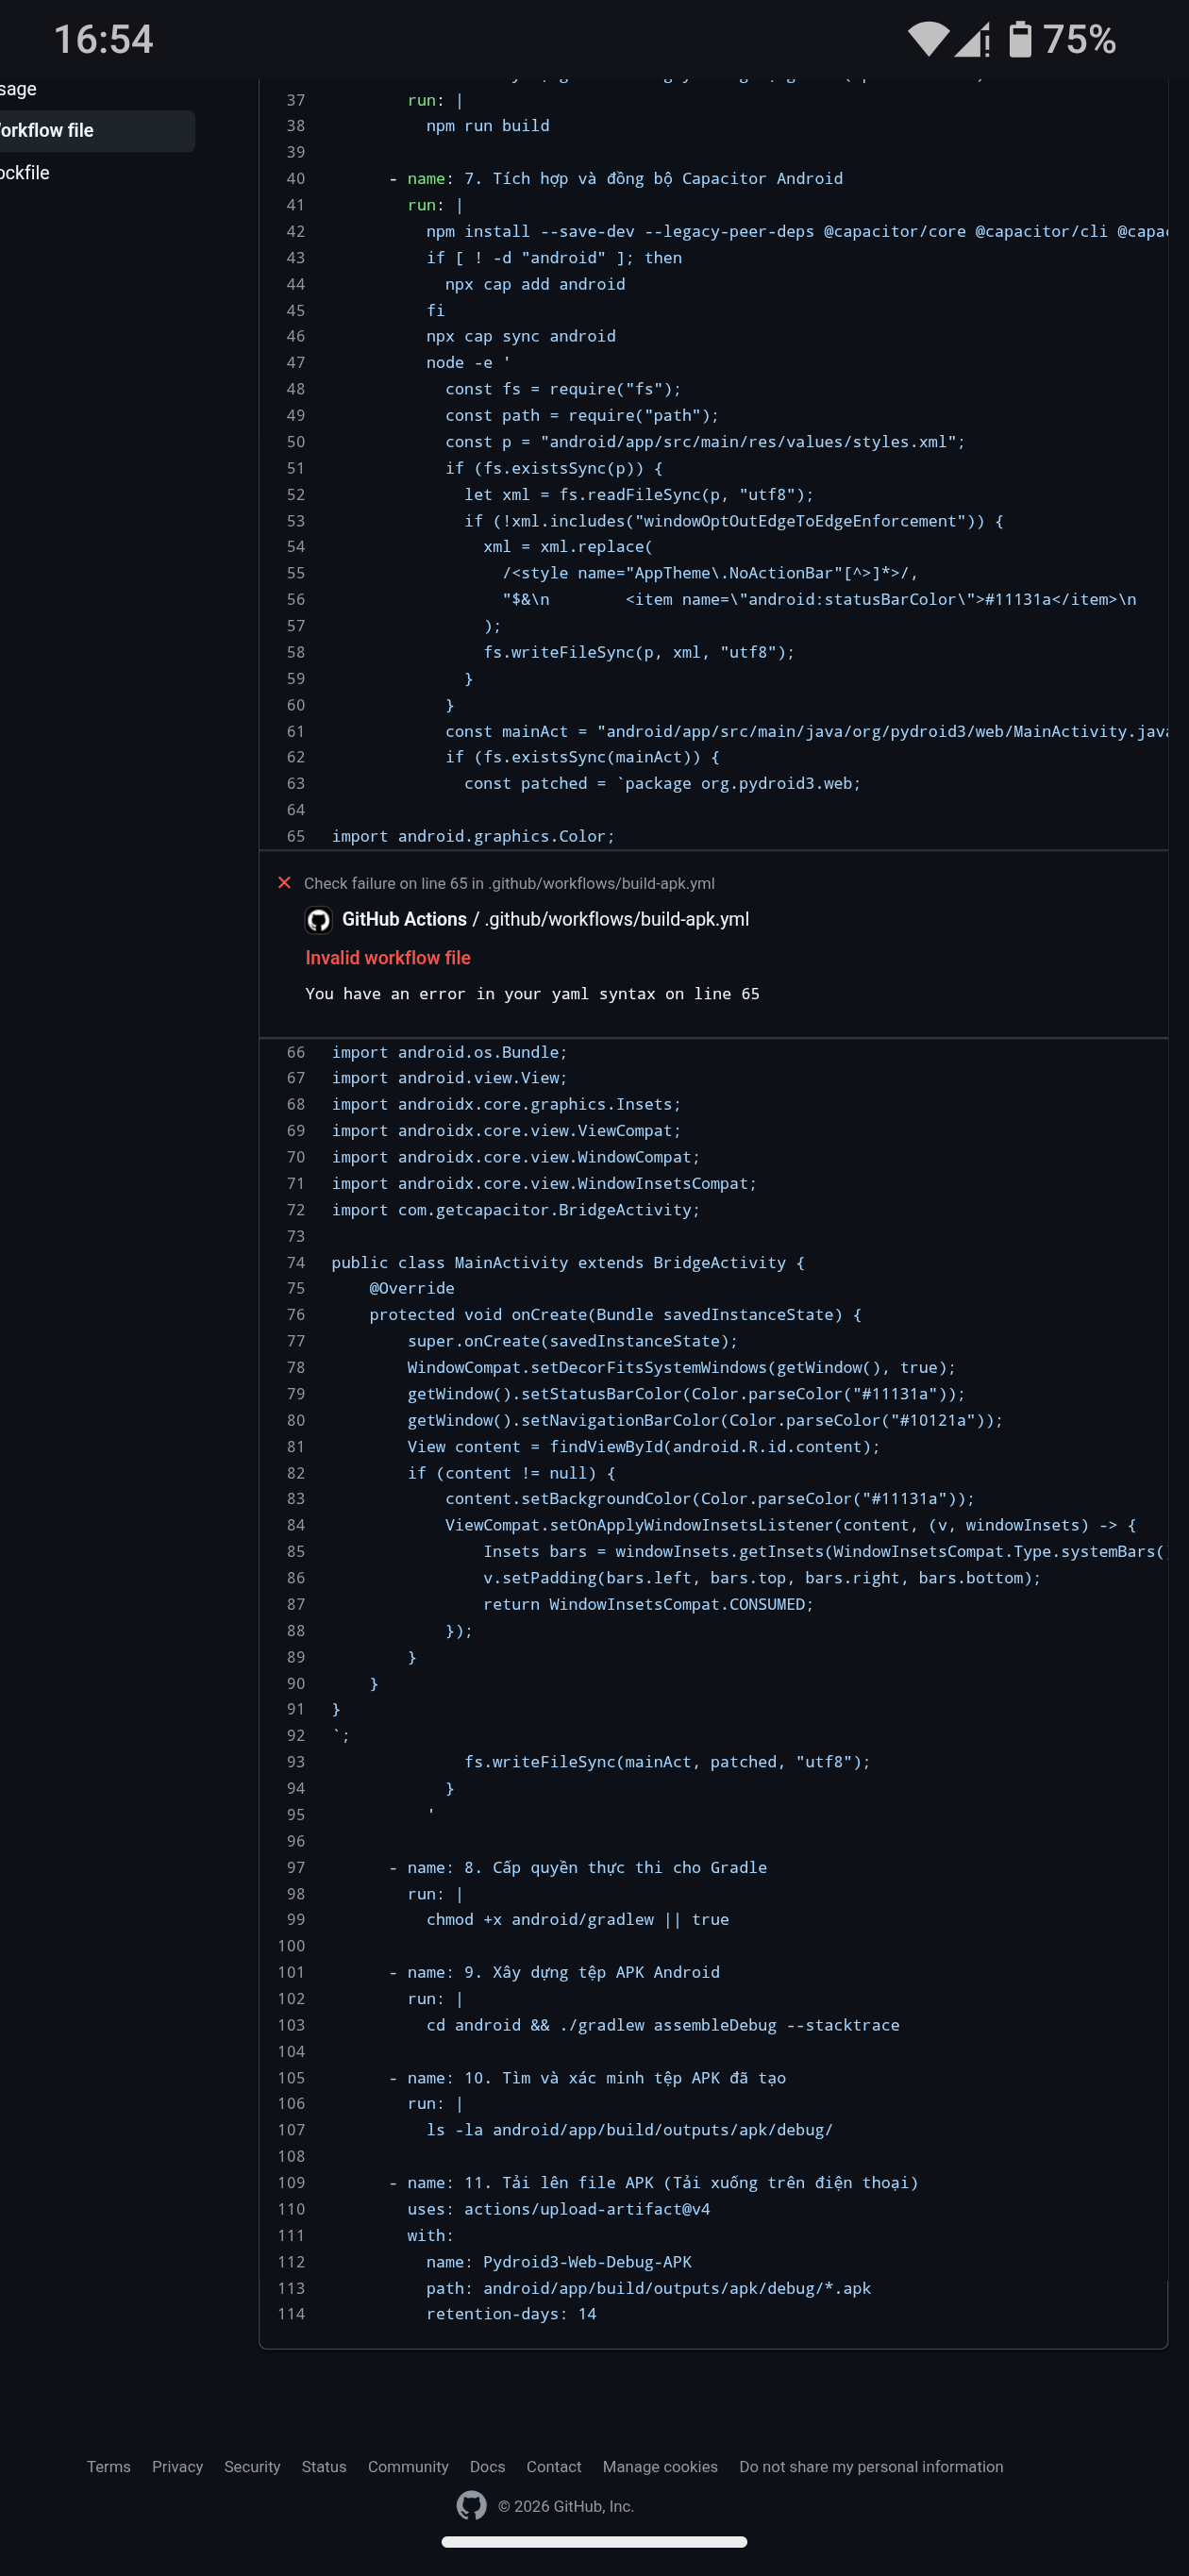 16:54
75%
sage
orkflow file
ockfile
37 run: |
38 npm run build
39
40 - name: 7. Tích hợp và đồng bộ Capacitor Android
41 run: |
42 npm install --save-dev --legacy-peer-deps @capacitor/core @capacitor/cli @capac
43 if [ ! -d "android" ]; then
44 npx cap add android
45 fi
46 npx cap sync android
47 node -e '
48 const fs = require("fs");
49 const path = require("path");
50 const p = "android/app/src/main/res/values/styles.xml";
51 if (fs.existsSync(p)) {
52 let xml = fs.readFileSync(p, "utf8");
53 if (!xml.includes("windowOptOutEdgeToEdgeEnforcement")) {
54 xml = xml.replace(
55 /<style name="AppTheme\.NoActionBar"[^>]*>/,
56 "$&\n        <item name=\"android:statusBarColor\">#11131a</item>\n
57 );
58 fs.writeFileSync(p, xml, "utf8");
59 }
60 }
61 const mainAct = "android/app/src/main/java/org/pydroid3/web/MainActivity.java
62 if (fs.existsSync(mainAct)) {
63 const patched = `package org.pydroid3.web;
64
65 import android.graphics.Color;
Check failure on line 65 in .github/workflows/build-apk.yml
GitHub Actions / .github/workflows/build-apk.yml
Invalid workflow file
You have an error in your yaml syntax on line 65
66 import android.os.Bundle;
67 import android.view.View;
68 import androidx.core.graphics.Insets;
69 import androidx.core.view.ViewCompat;
70 import androidx.core.view.WindowCompat;
71 import androidx.core.view.WindowInsetsCompat;
72 import com.getcapacitor.BridgeActivity;
73
74 public class MainActivity extends BridgeActivity {
75 @Override
76 protected void onCreate(Bundle savedInstanceState) {
77 super.onCreate(savedInstanceState);
78 WindowCompat.setDecorFitsSystemWindows(getWindow(), true);
79 getWindow().setStatusBarColor(Color.parseColor("#11131a"));
80 getWindow().setNavigationBarColor(Color.parseColor("#10121a"));
81 View content = findViewById(android.R.id.content);
82 if (content != null) {
83 content.setBackgroundColor(Color.parseColor("#11131a"));
84 ViewCompat.setOnApplyWindowInsetsListener(content, (v, windowInsets) -> {
85 Insets bars = windowInsets.getInsets(WindowInsetsCompat.Type.systemBars()
86 v.setPadding(bars.left, bars.top, bars.right, bars.bottom);
87 return WindowInsetsCompat.CONSUMED;
88 });
89 }
90 }
91 }
92 `;
93 fs.writeFileSync(mainAct, patched, "utf8");
94 }
95 '
96
97 - name: 8. Cấp quyền thực thi cho Gradle
98 run: |
99 chmod +x android/gradlew || true
100
101 - name: 9. Xây dựng tệp APK Android
102 run: |
103 cd android && ./gradlew assembleDebug --stacktrace
104
105 - name: 10. Tìm và xác minh tệp APK đã tạo
106 run: |
107 ls -la android/app/build/outputs/apk/debug/
108
109 - name: 11. Tải lên file APK (Tải xuống trên điện thoại)
110 uses: actions/upload-artifact@v4
111 with:
112 name: Pydroid3-Web-Debug-APK
113 path: android/app/build/outputs/apk/debug/*.apk
114 retention-days: 14
Terms Privacy Security Status Community Docs Contact Manage cookies Do not share my personal information
© 2026 GitHub, Inc.